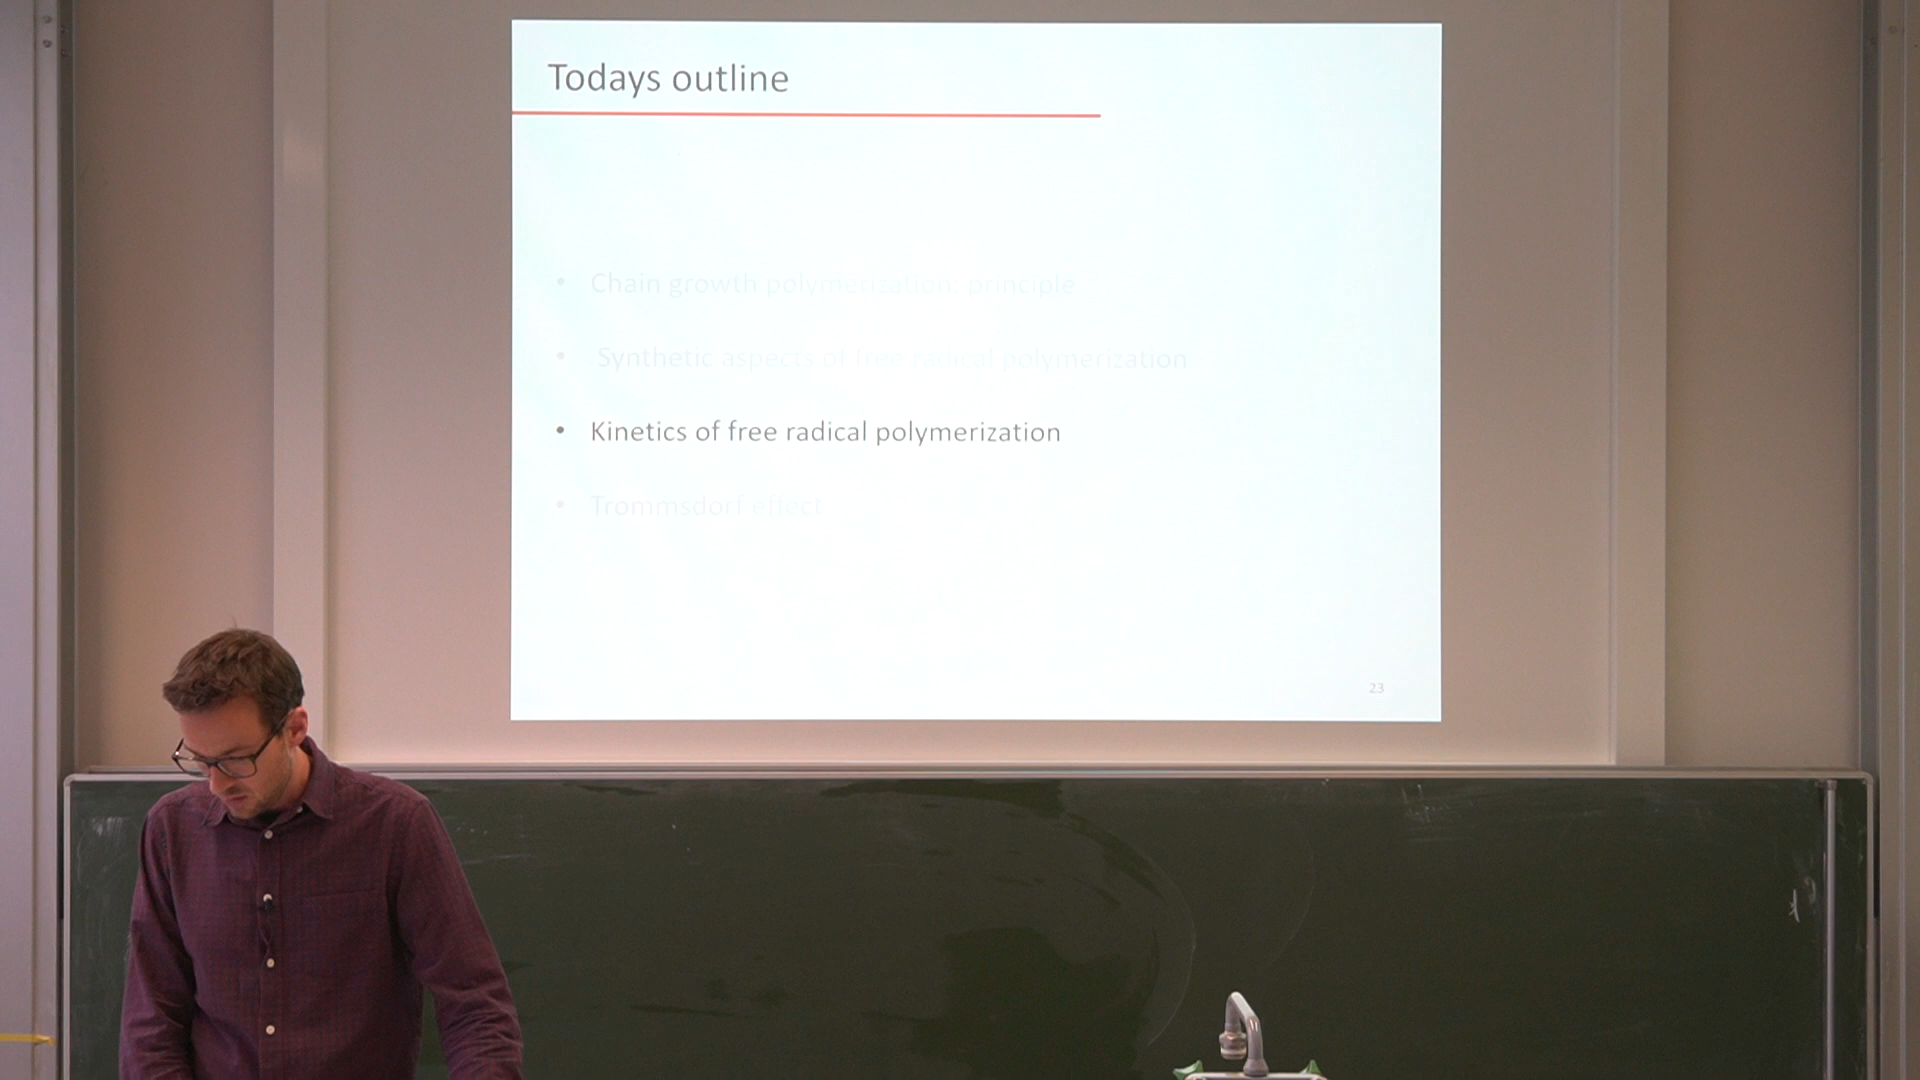 Todays outline
• Chain growth polymerization: principle
• Synthetic aspects of free radical polymerization
• Kinetics of free radical polymerization
• Trommsdorf effect
23